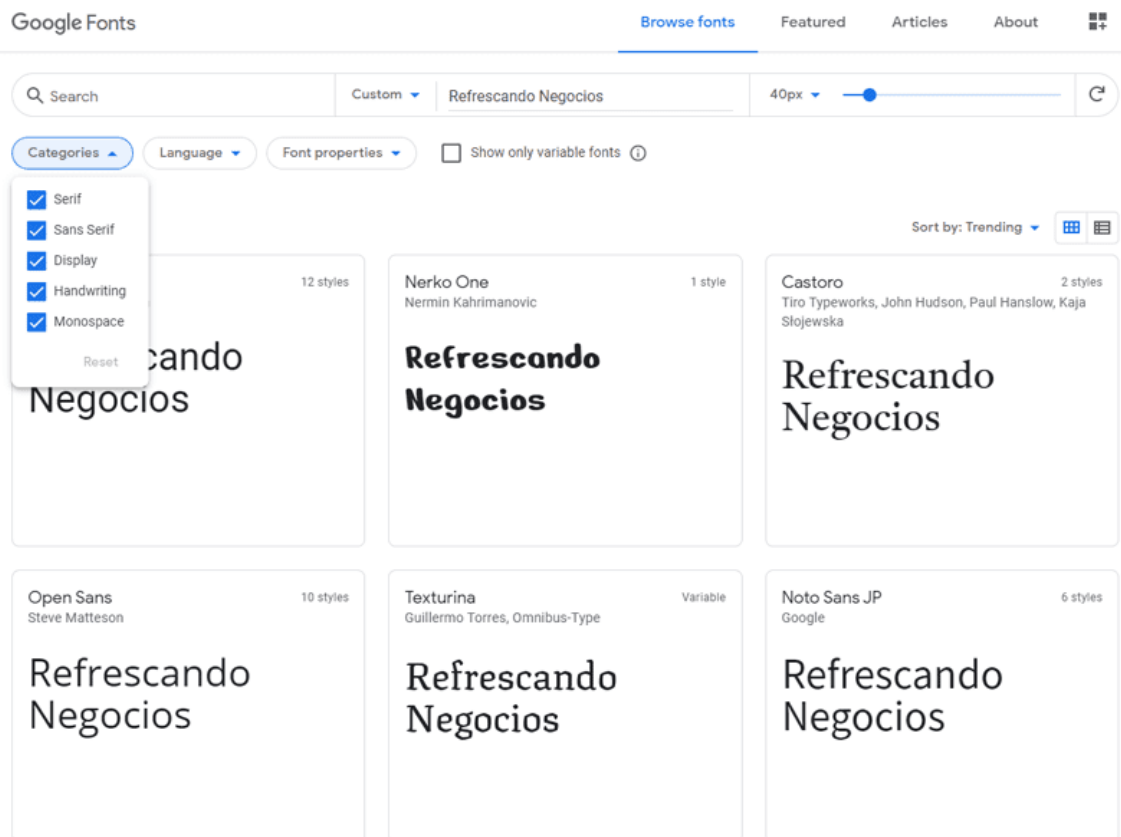 Google Fonts
Browse fonts
Featured
Articles
About
Search
Custom
Refrescando Negocios
40px
Categories
Language
Font properties
Show only variable fonts
Serif
Sans Serif
Display
Handwriting
Monospace
Reset
Sort by: Trending
12 styles
cando
Negocios
Nerko One
1 style
Nermin Kahrimanovic
Refrescando
Negocios
Castoro
2 styles
Tiro Typeworks, John Hudson, Paul Hanslow, Kaja
Słojewska
Refrescando
Negocios
Open Sans
10 styles
Steve Matteson
Refrescando
Negocios
Texturina
Variable
Guillermo Torres, Omnibus-Type
Refrescando
Negocios
Noto Sans JP
6 styles
Google
Refrescando
Negocios